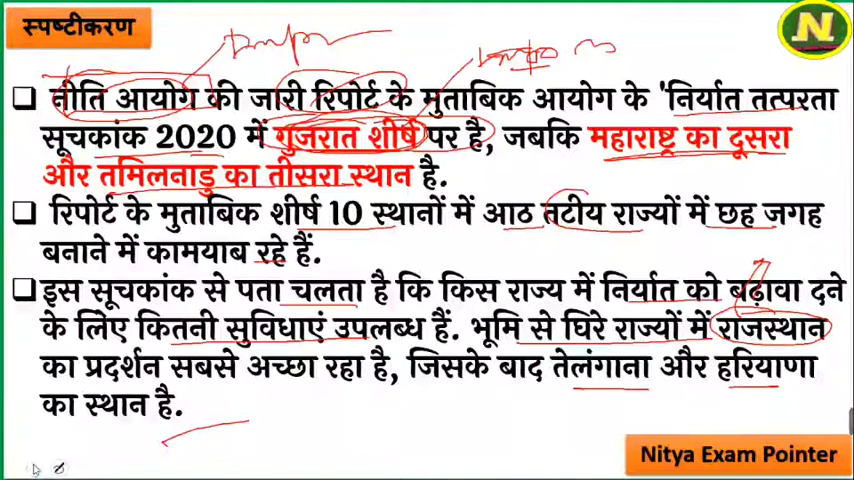 स्पष्टीकरण
N
नीति आयोग की जारी रिपोर्ट के मुताबिक आयोग के 'निर्यात तत्परता
सूचकांक 2020 में गुजरात शीर्ष पर है, जबकि महाराष्ट्र का दूसरा
और तमिलनाडु का तीसरा स्थान है.
रिपोर्ट के मुताबिक शीर्ष 10 स्थानों में आठ तटीय राज्यों में छह जगह
बनाने में कामयाब रहे हैं.
इस सूचकांक से पता चलता है कि किस राज्य में निर्यात को बढ़ावा देने
के लिए कितनी सुविधाएं उपलब्ध हैं. भूमि से घिरे राज्यों में राजस्थान
का प्रदर्शन सबसे अच्छा रहा है, जिसके बाद तेलंगाना और हरियाणा
का स्थान है.
Nitya Exam Pointer